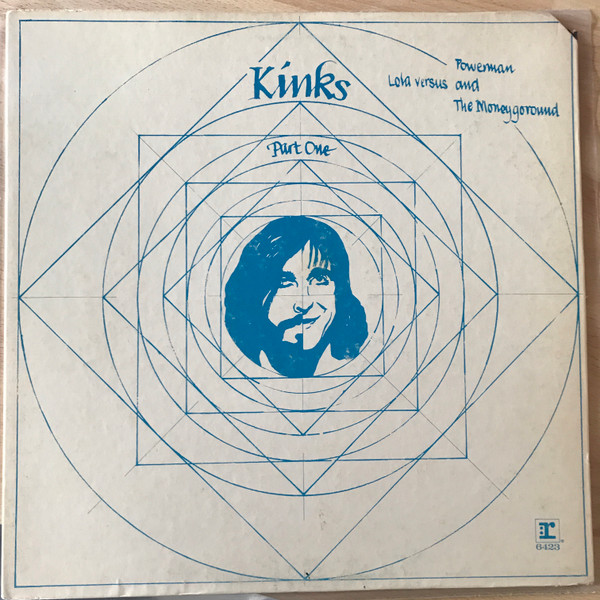 Kinks
Lola versus
Powerman
and
The Moneygoround
Part One
r
6423